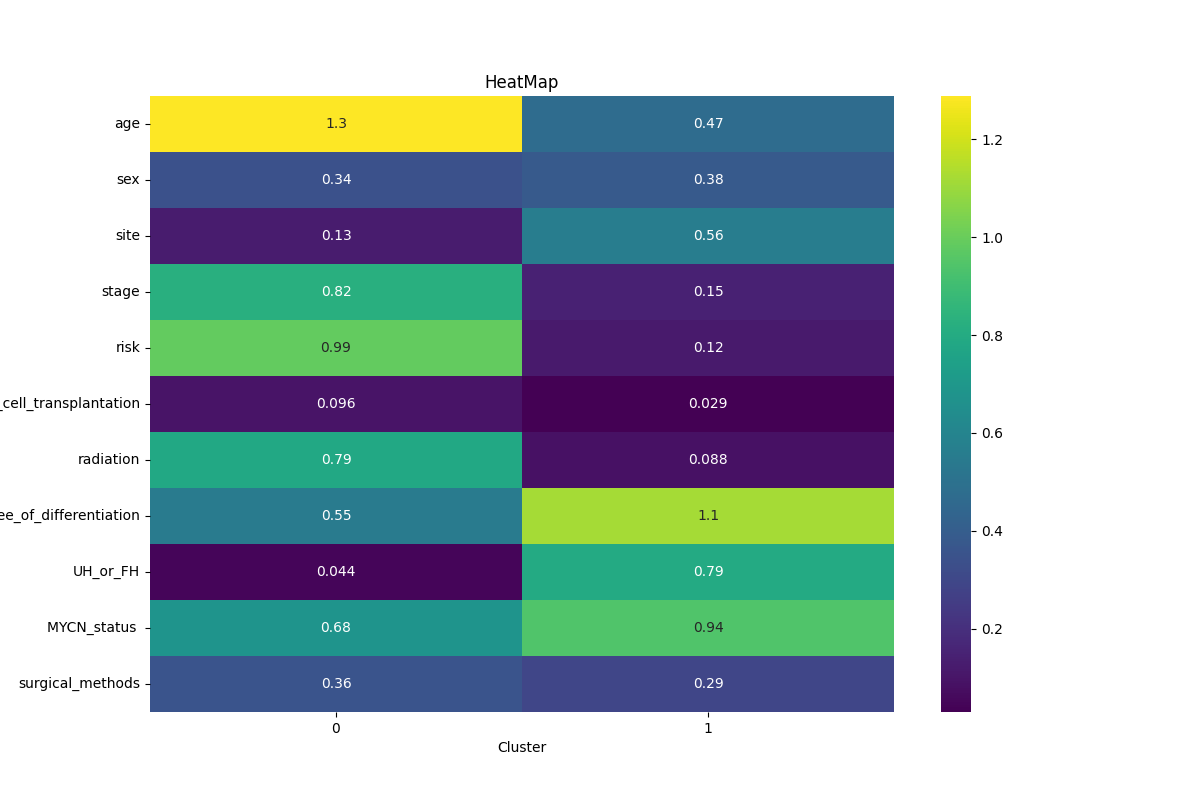 HeatMap
age 1.3 0.47
sex 0.34 0.38
site 0.13 0.56
stage 0.82 0.15
risk 0.99 0.12
_cell_transplantation 0.096 0.029
radiation 0.79 0.088
ee_of_differentiation 0.55 1.1
UH_or_FH 0.044 0.79
MYCN_status 0.68 0.94
surgical_methods 0.36 0.29
0 1
Cluster
1.2
1.0
0.8
0.6
0.4
0.2